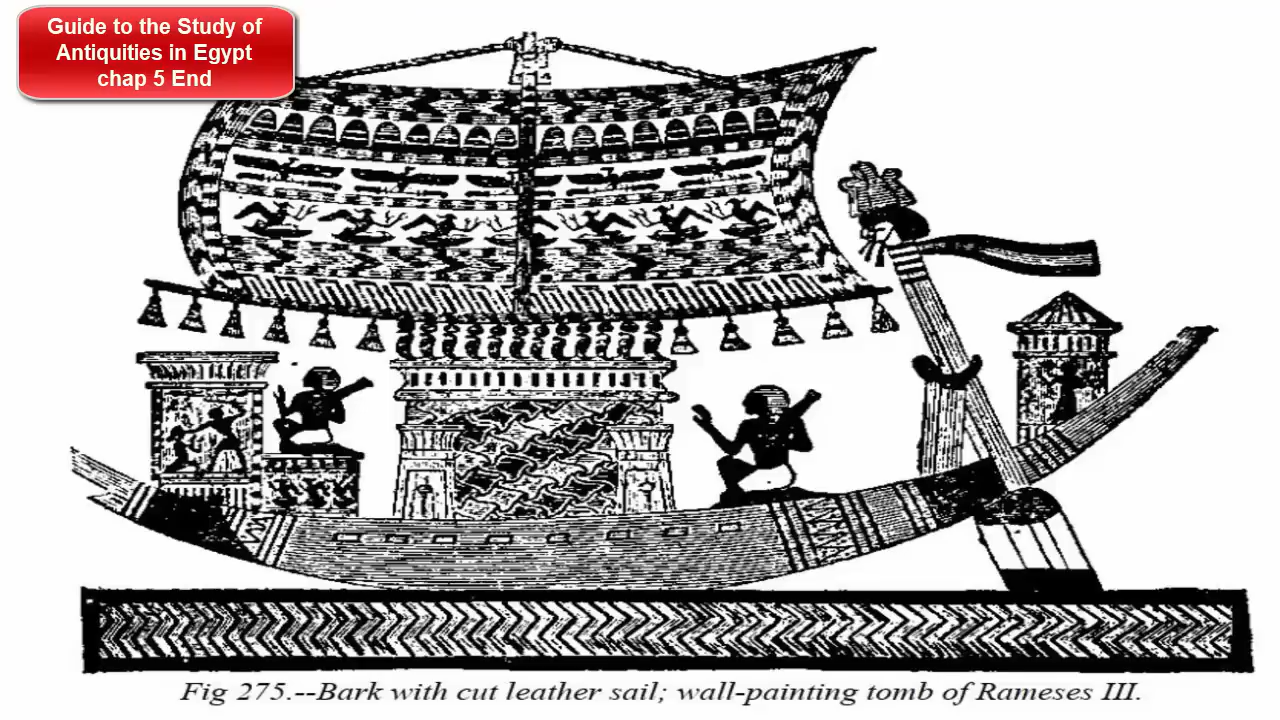 Guide to the Study of
Antiquities in Egypt
chap 5 End
Fig 275.--Bark with cut leather sail; wall-painting tomb of Rameses III.